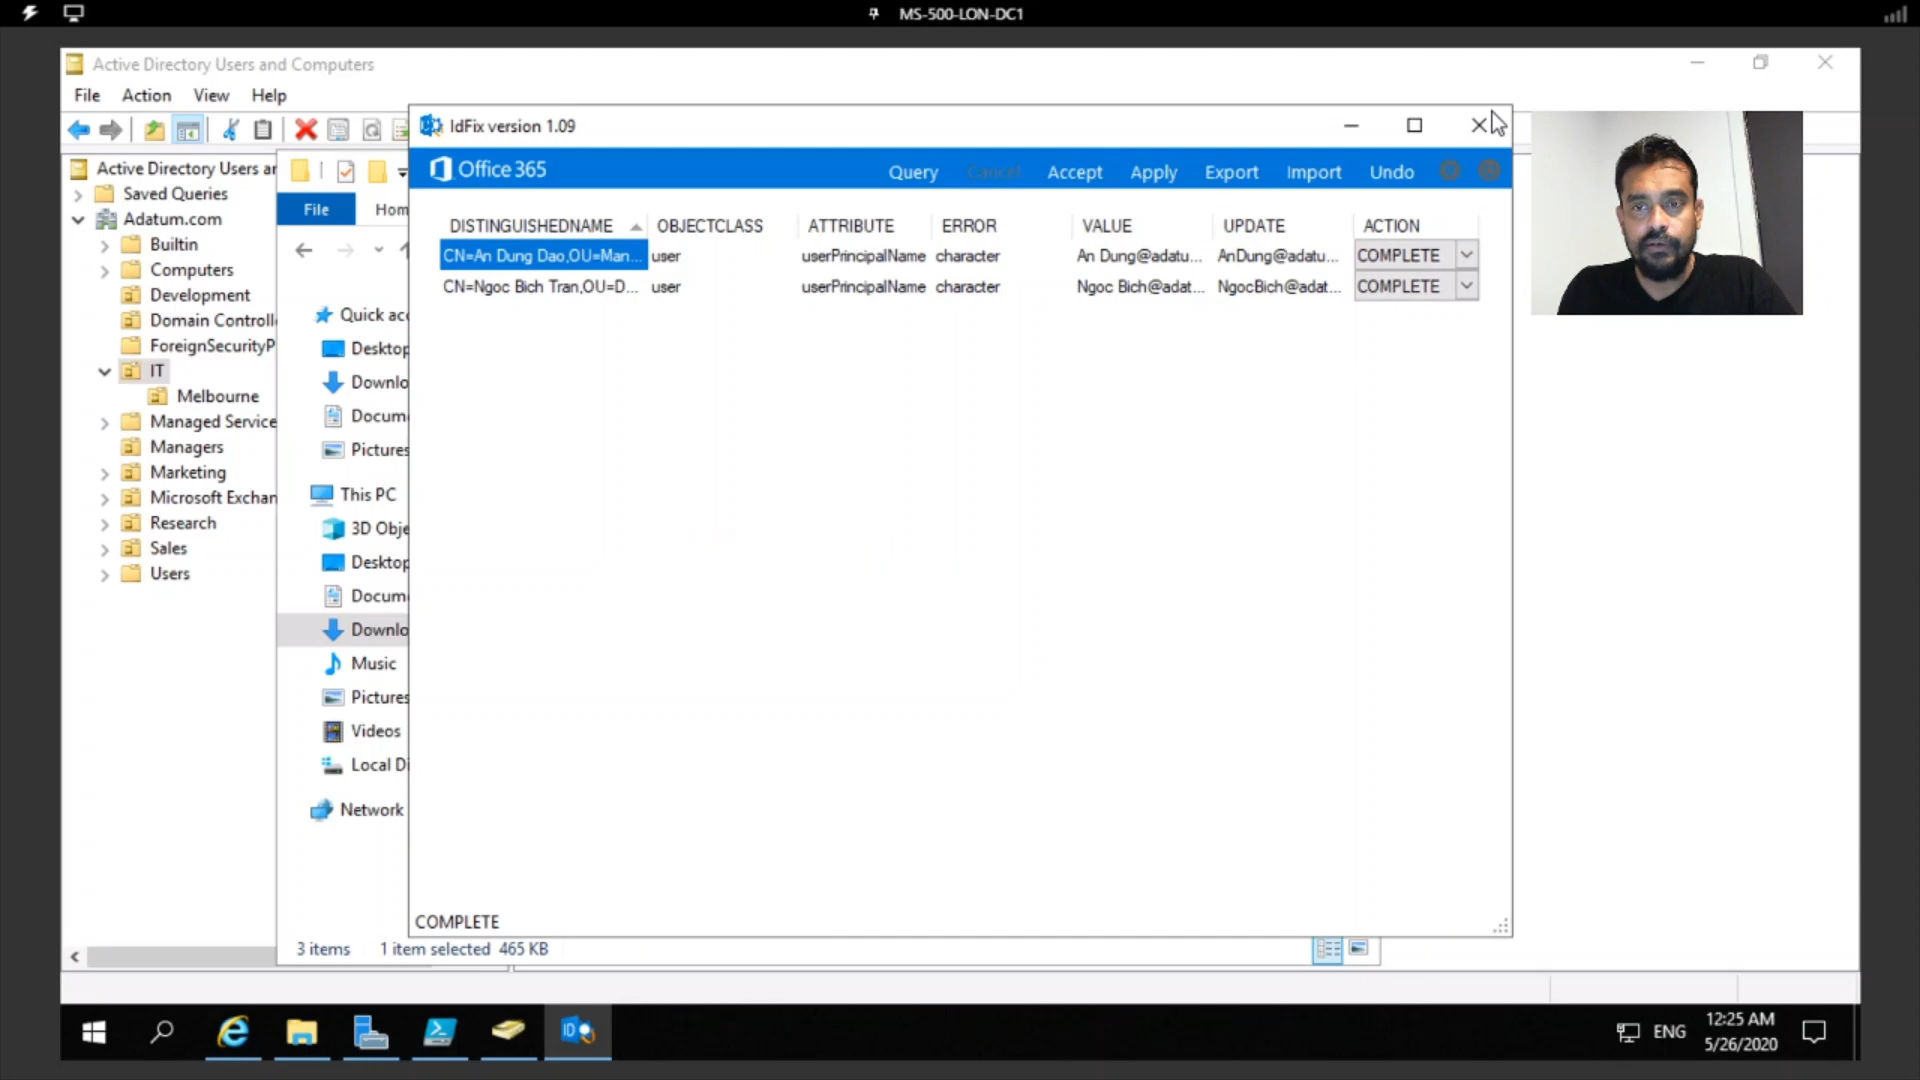 MS-500-LON-DC1
Active Directory Users and Computers
File Action View Help
Active Directory Users ar
Saved Queries
Adatum.com
Builtin
Computers
Development
Domain Controll
ForeignSecurityP
IT
Melbourne
Managed Service
Managers
Marketing
Microsoft Exchan
Research
Sales
Users
File Hom
Quick acc
Desktop
Downlo
Docum
Pictures
This PC
3D Obje
Desktop
Docum
Downlo
Music
Pictures
Videos
Local Di
Network
3 items 1 item selected 465 KB
IdFix version 1.09
Office 365
Query Cancel Accept Apply Export Import Undo
DISTINGUISHEDNAME OBJECTCLASS ATTRIBUTE ERROR VALUE UPDATE ACTION
CN=An Dung Dao,OU=Man... user userPrincipalName character An Dung@adatu... AnDung@adatu... COMPLETE
CN=Ngoc Bich Tran,OU=D... user userPrincipalName character Ngoc Bich@adat... NgocBich@adat... COMPLETE
COMPLETE
ENG
12:25 AM
5/26/2020